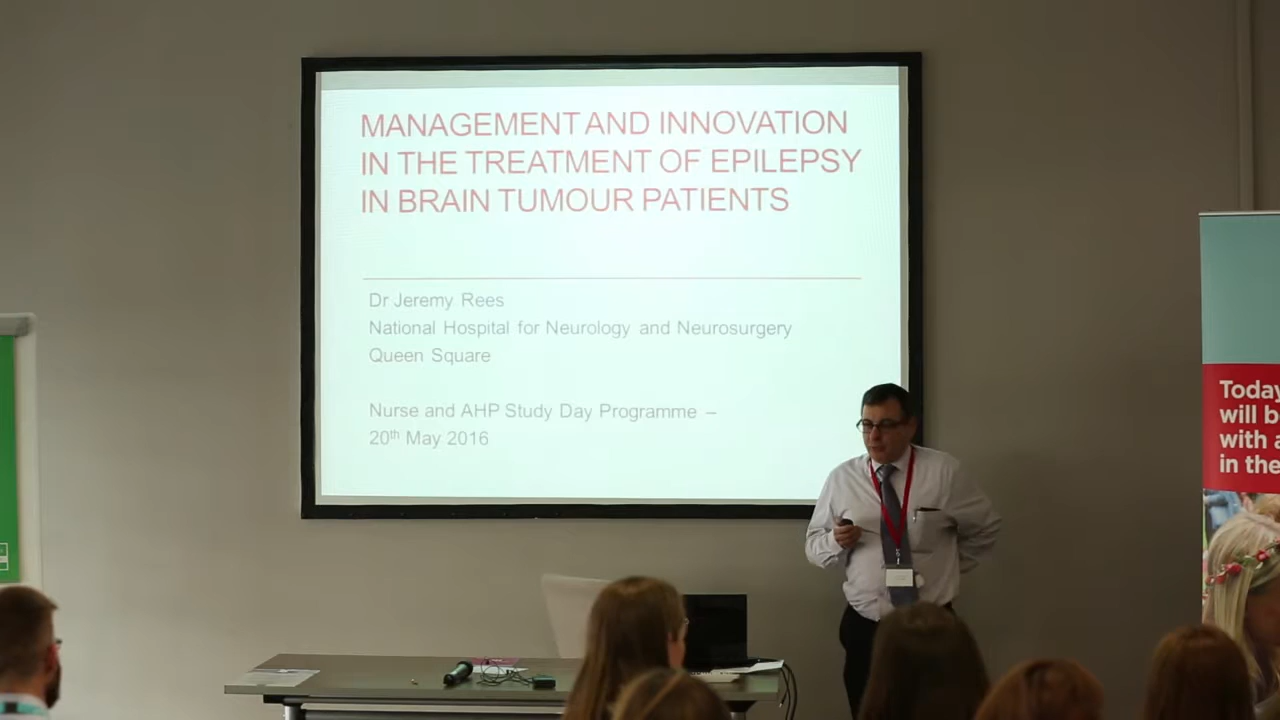 MANAGEMENT AND INNOVATION
IN THE TREATMENT OF EPILEPSY
IN BRAIN TUMOUR PATIENTS
Dr Jeremy Rees
National Hospital for Neurology and Neurosurgery
Queen Square
Nurse and AHP Study Day Programme –
20th May 2016
Today
will b
with a
in the